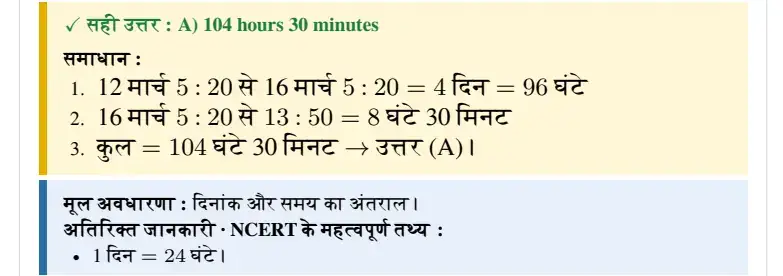 ✓ सही उत्तर : A) 104 hours 30 minutes
समाधान :
1. 12 मार्च 5 : 20 से 16 मार्च 5 : 20 = 4 दिन = 96 घंटे
2. 16 मार्च 5 : 20 से 13 : 50 = 8 घंटे 30 मिनट
3. कुल = 104 घंटे 30 मिनट → उत्तर (A)।
मूल अवधारणा : दिनांक और समय का अंतराल।
अतिरिक्त जानकारी · NCERT के महत्वपूर्ण तथ्य :
• 1 दिन = 24 घंटे।